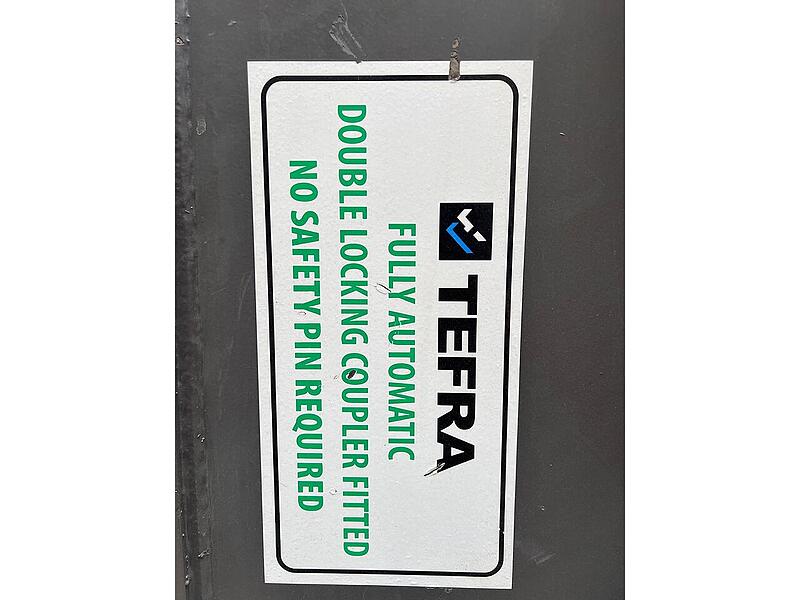 TEFRA
FULLY AUTOMATIC
DOUBLE LOCKING COUPLER FITTED
NO SAFETY PIN REQUIRED